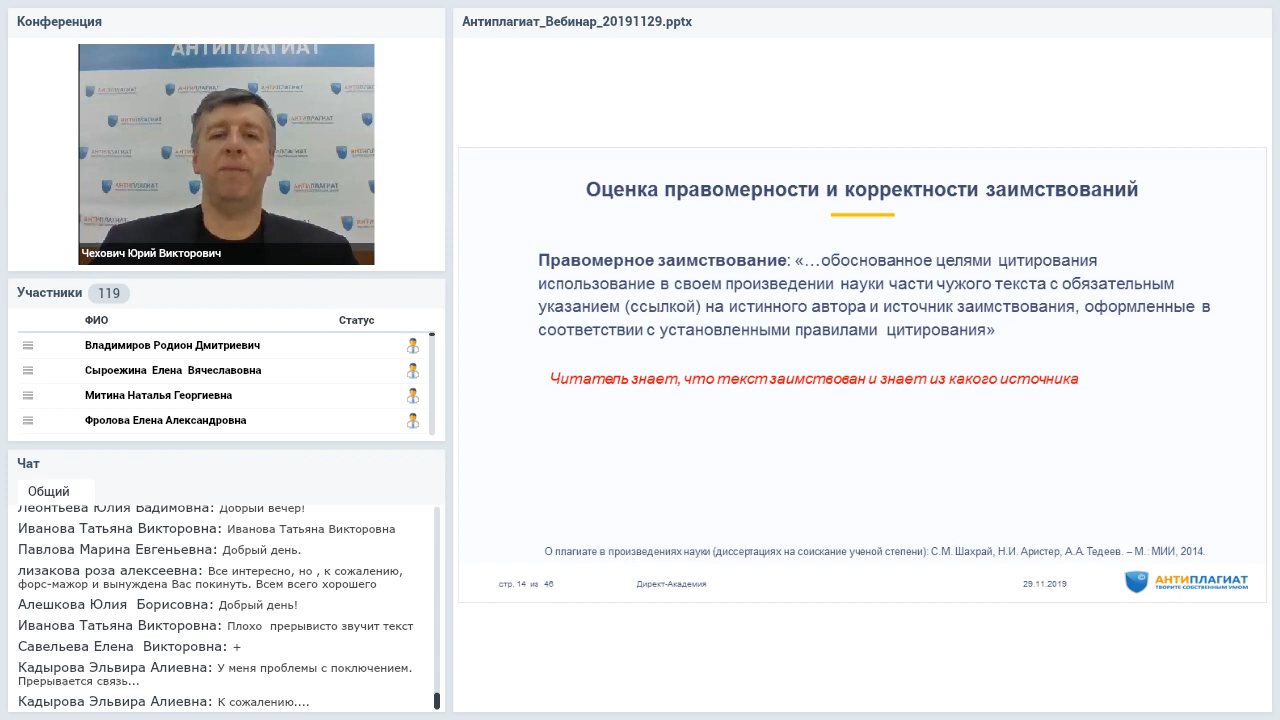 Конференция
АНТИПЛАГИАТ
Чехович Юрий Викторович
Участники 119
ФИО Статус
Владимиров Родион Дмитриевич
Сыроежина Елена Вячеславовна
Митина Наталья Георгиевна
Фролова Елена Александровна
Чат
Общий
Леонтьева Юлия Вадимовна: Добрый вечер!
Иванова Татьяна Викторовна: Иванова Татьяна Викторовна
Павлова Марина Евгеньевна: Добрый день.
лизакова роза алексеевна: Все интересно, но , к сожалению,
форс-мажор и вынуждена Вас покинуть. Всем всего хорошего
Алешкова Юлия Борисовна: Добрый день!
Иванова Татьяна Викторовна: Плохо прерывисто звучит текст
Савельева Елена Викторовна: +
Кадырова Эльвира Алиевна: У меня проблемы с поключением.
Прерывается связь...
Кадырова Эльвира Алиевна: К сожалению....
Антиплагиат_Вебинар_20191129.pptx
Оценка правомерности и корректности заимствований
Правомерное заимствование: «…обоснованное целями цитирования
использование в своем произведении науки части чужого текста с обязательным
указанием (ссылкой) на истинного автора и источник заимствования, оформленные в
соответствии с установленными правилами цитирования»
Читатель знает, что текст заимствован и знает из какого источника
О плагиате в произведениях науки (диссертациях на соискание ученой степени): С.М. Шахрай, Н.И. Аристер, А.А. Тедеев. – М.: МИИ, 2014.
стр. 14 из 46 Директ-Академия 29.11.2019
АНТИПЛАГИАТ
ТВОРИТЕ СОБСТВЕННЫМ УМОМ